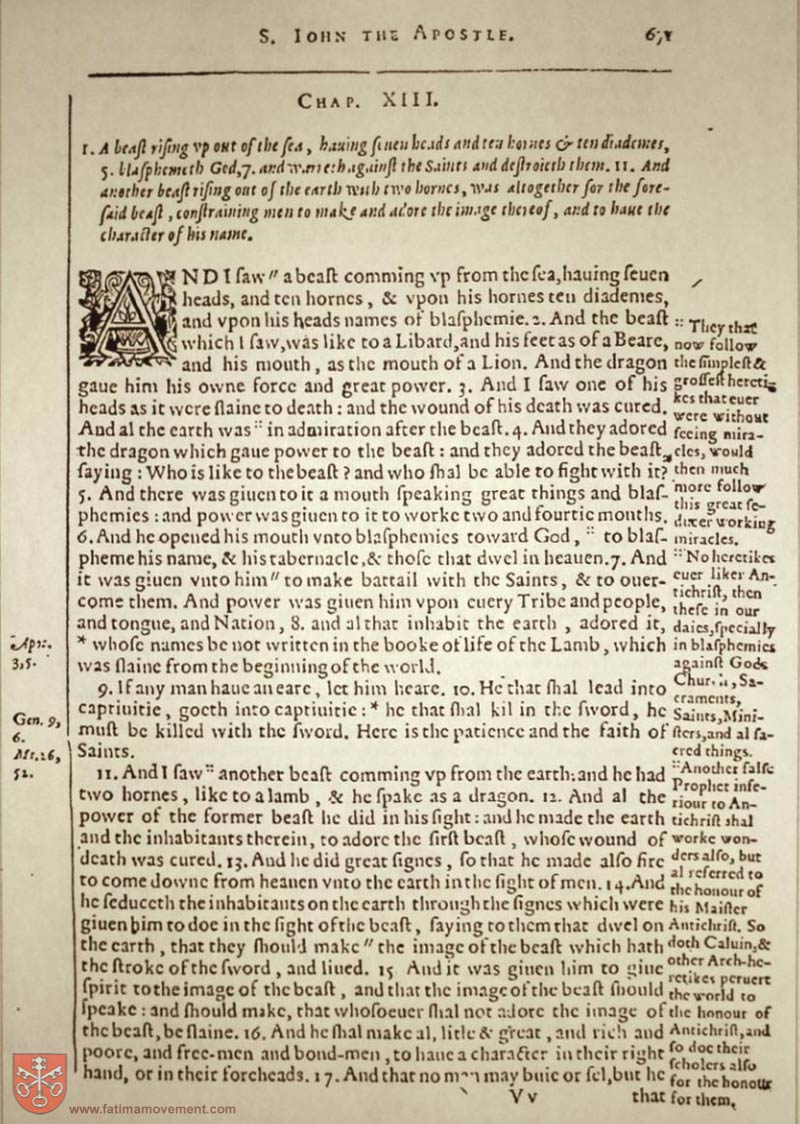 S. IOHN THE APOSTLE.
CHAP. XIII.
1. A beaſt riſing vp out of the ſea, hauing ſeuen heads and ten hornes & ten diademes,
5. blaſphemeth God, 7. and warreth againſt the Saints and deſtroieth them. 11. And
another beaſt riſing out of the earth with two hornes, was altogether for the fore-
ſaid beaſt, conſtraining men to make and adore the image thereof, and to haue the
character of his name.
AND I ſaw " a beaſt comming vp from the ſea, hauing ſeuen
heads, and ten hornes, & vpon his hornes ten diademes,
and vpon his heads names of blaſphemie. 2. And the beaſt
which I ſaw, was like to a Libard, and his feet as of a Beare,
and his mouth, as the mouth of a Lion. And the dragon
gaue him his owne force and great power. 3. And I ſaw one of his
heads as it were ſlaine to death : and the wound of his death was cured.
And al the earth was :: in admiration after the beaſt. 4. And they adored
the dragon which gaue power to the beaſt : and they adored the beaſt,
ſaying : Who is like to the beaſt ? and who ſhal be able to fight with it?
5. And there was giuen to it a mouth ſpeaking great things and blaſ-
phemies : and power was giuen to it to worke two and fourtie months.
6. And he opened his mouth vnto blaſphemies toward God, :: to blaſ-
pheme his name, & his tabernacle, & thoſe that dwel in heauen. 7. And
it was giuen vnto him " to make battail with the Saints, & to ouer-
come them. And power was giuen him vpon euery Tribe and people,
and tongue, and Nation, 8. and al that inhabit the earth , adored it,
* whoſe names be not written in the booke of life of the Lamb, which
was ſlaine from the beginning of the world.
9. If any man haue an eare, let him heare. 10. He that ſhal lead into
captiuitie, goeth into captiuitie : * he that ſhal kil in the ſword, he
muſt be killed with the ſword. Here is the patience and the faith of
Saints.
11. And I ſaw :: another beaſt comming vp from the earth: and he had
two hornes, like to a lamb, & he ſpake as a dragon. 12. And al the
power of the former beaſt he did in his ſight : and he made the earth
and the inhabitants therein, to adore the firſt beaſt, whoſe wound of
death was cured. 13. And he did great ſignes, ſo that he made alſo fire
to come downe from heauen vnto the earth in the ſight of men. 14. And
he ſeduceth the inhabitants on the earth through the ſignes which were
giuen him to doe in the ſight of the beaſt, ſaying to them that dwel on
the earth, that they ſhould make " the image of the beaſt which hath
the ſtroke of the ſword, and liued. 15 And it was giuen him to giue
ſpirit to the image of the beaſt, and that the image of the beaſt ſhould
ſpeake : and ſhould make, that whoſoeuer ſhal not adore the image of
the beaſt, be ſlaine. 16. And he ſhal make al, litle & great, and rich and
poore, and free-men and bond-men, to haue a character in their right
hand, or in their foreheads. 17. And that no man may buie or ſel, but he
V v
that
:: They that
now follow
the ſimpleſt &
groſſeſt hereti-
kes that euer
were without
ſeeing mira-
cles, would
then much
more follow
this great ſe-
ducer working
miracles.
:: No heretikes
euer liker An-
tichriſt, then
theſe in our
daies, ſpecially
in blaſphemies
againſt Gods
Church, Sa-
craments,
Saints, Mini-
ſters, and al ſa-
cred things.
:: Another falſe
Prophet infe-
riour to An-
tichriſt ſhal
worke won-
ders alſo, but
al referred to
the honour of
his Maiſter
Antichriſt. So
doth Caluin, &
other Arch-he-
retikes peruert
the world to
the honour of
Antichriſt, and
ſo doe their
ſcholers alſo
for the honour
for them,
3,5.
Gen. 9,
6.
Mt. 26,
52.
www.fatimamovement.com